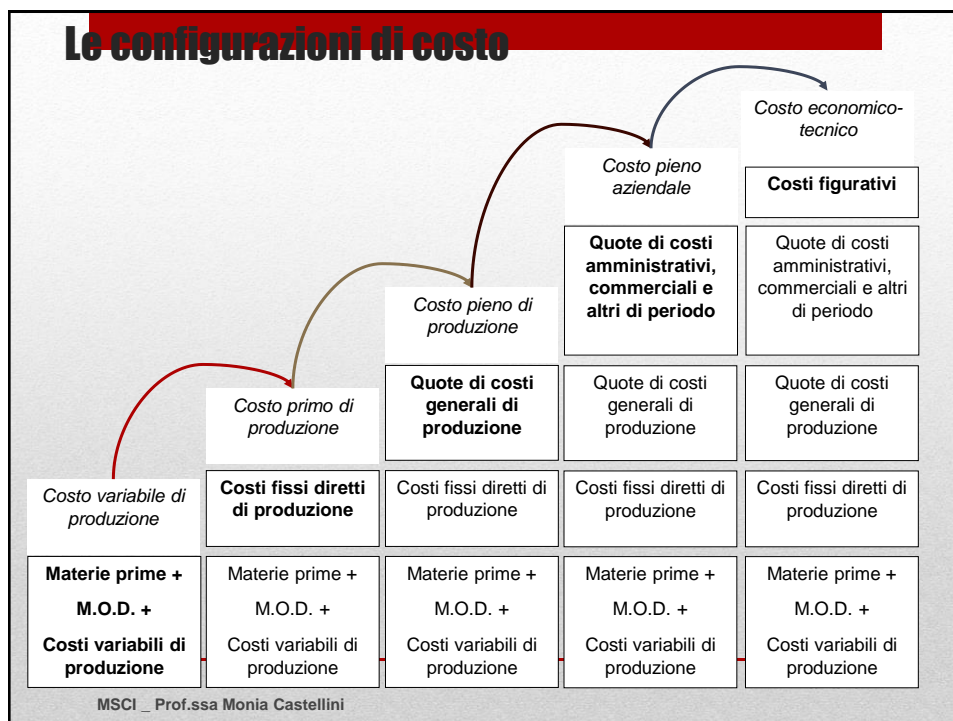 Le configurazioni di costo
Costo variabile di
produzione
Materie prime +
M.O.D. +
Costi variabili di
produzione
Costo primo di
produzione
Costi fissi diretti
di produzione
Materie prime +
M.O.D. +
Costi variabili di
produzione
Costo pieno di
produzione
Quote di costi
generali di
produzione
Costi fissi diretti di
produzione
Materie prime +
M.O.D. +
Costi variabili di
produzione
Costo pieno
aziendale
Quote di costi
amministrativi,
commerciali e
altri di periodo
Quote di costi
generali di
produzione
Costi fissi diretti di
produzione
Materie prime +
M.O.D. +
Costi variabili di
produzione
Costo economico-
tecnico
Costi figurativi
Quote di costi
amministrativi,
commerciali e altri
di periodo
Quote di costi
generali di
produzione
Costi fissi diretti di
produzione
Materie prime +
M.O.D. +
Costi variabili di
produzione
MSCI _ Prof.ssa Monia Castellini